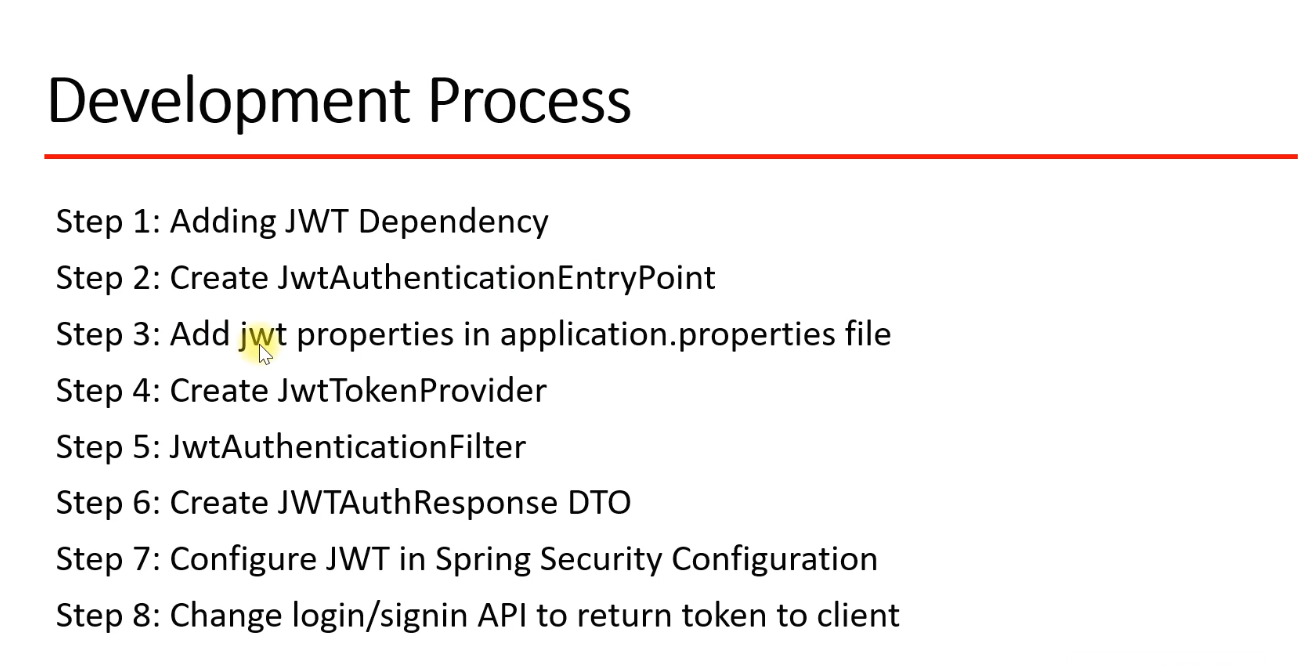 Development Process
Step 1: Adding JWT Dependency
Step 2: Create JwtAuthenticationEntryPoint
Step 3: Add jwt properties in application.properties file
Step 4: Create JwtTokenProvider
Step 5: JwtAuthenticationFilter
Step 6: Create JWTAuthResponse DTO
Step 7: Configure JWT in Spring Security Configuration
Step 8: Change login/signin API to return token to client